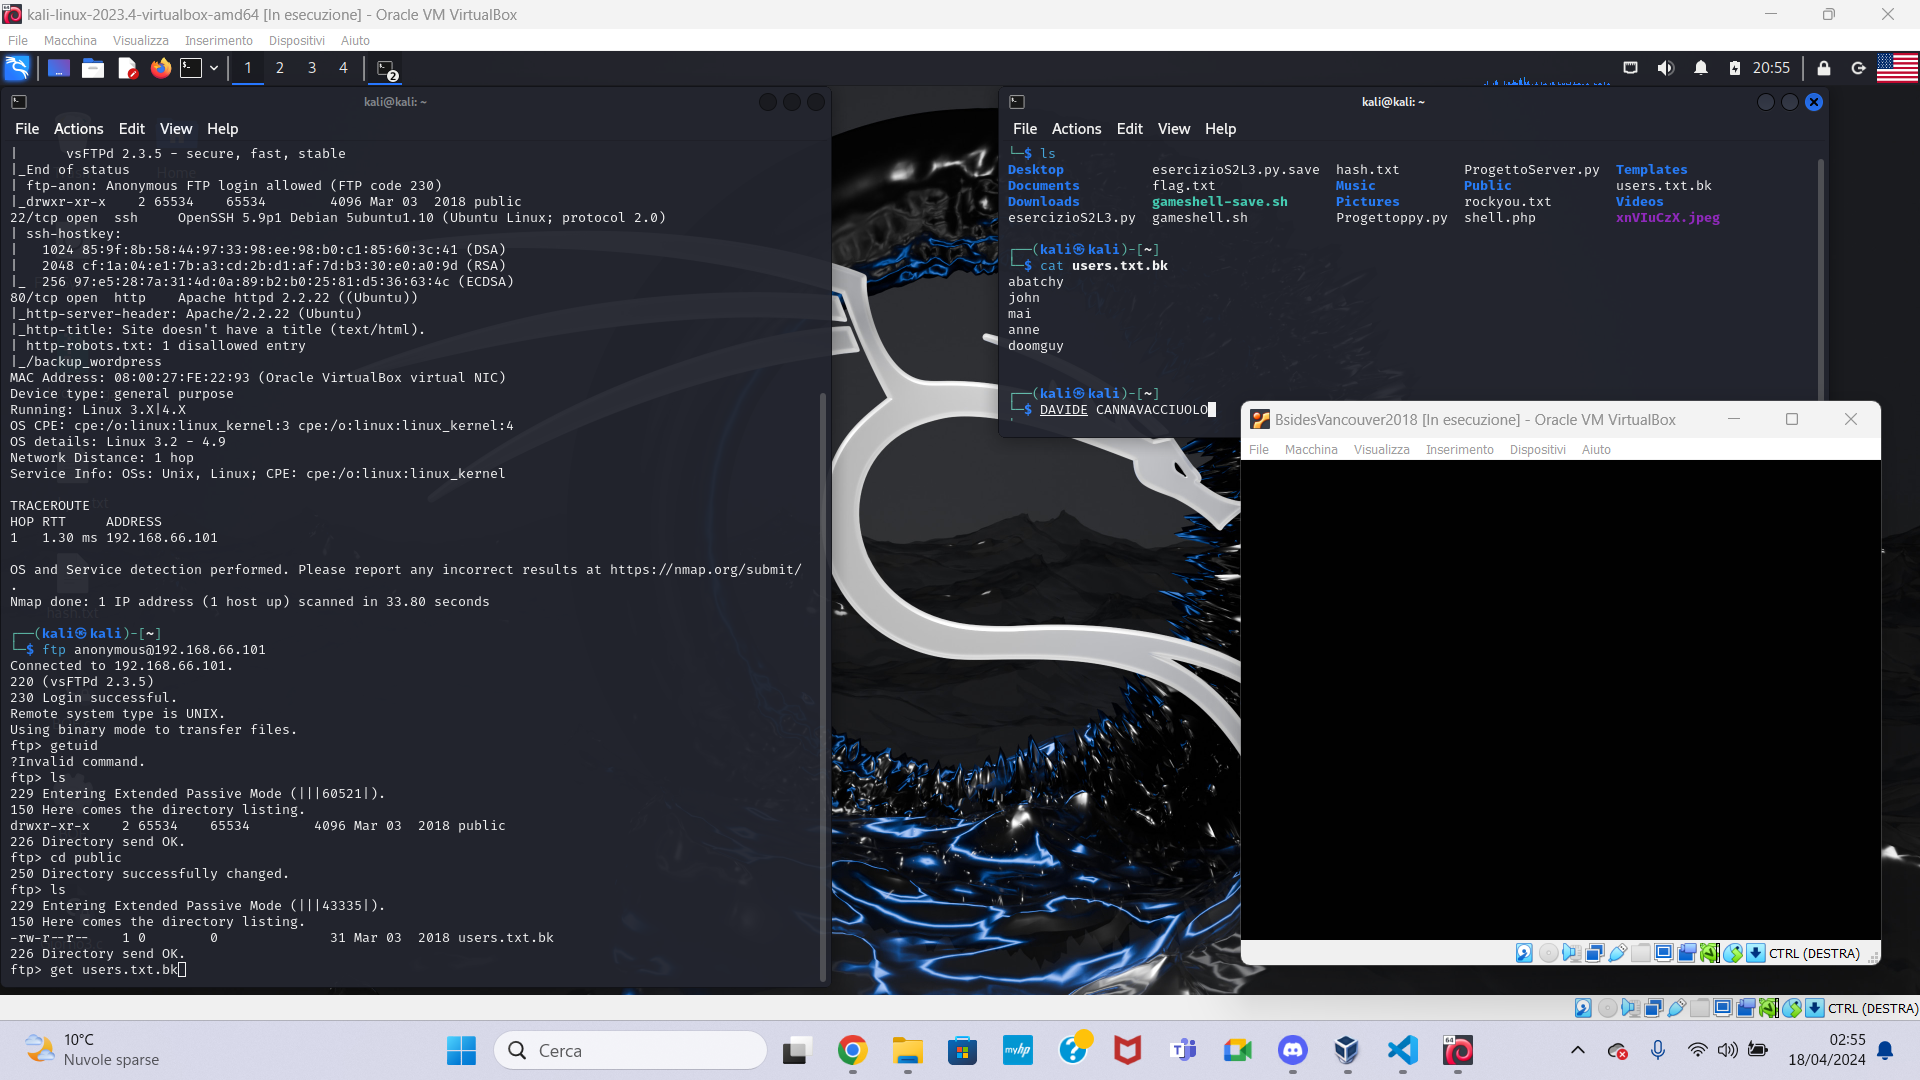 kali-linux-2023.4-virtualbox-amd64 [In esecuzione] - Oracle VM VirtualBox
File Macchina Visualizza Inserimento Dispositivi Aiuto
1 2 3 4 2 20:55
kali@kali: ~
File Actions Edit View Help
|      vsFTPd 2.3.5 - secure, fast, stable
|_End of status
| ftp-anon: Anonymous FTP login allowed (FTP code 230)
|_drwxr-xr-x    2 65534    65534        4096 Mar 03  2018 public
22/tcp open  ssh     OpenSSH 5.9p1 Debian 5ubuntu1.10 (Ubuntu Linux; protocol 2.0)
| ssh-hostkey:
|   1024 85:9f:8b:58:44:97:33:98:ee:98:b0:c1:85:60:3c:41 (DSA)
|   2048 cf:1a:04:e1:7b:a3:cd:2b:d1:af:7d:b3:30:e0:a0:9d (RSA)
|_  256 97:e5:28:7a:31:4d:0a:89:b2:b0:25:81:d5:36:63:4c (ECDSA)
80/tcp open  http    Apache httpd 2.2.22 ((Ubuntu))
|_http-server-header: Apache/2.2.22 (Ubuntu)
|_http-title: Site doesn't have a title (text/html).
| http-robots.txt: 1 disallowed entry
|_/backup_wordpress
MAC Address: 08:00:27:FE:22:93 (Oracle VirtualBox virtual NIC)
Device type: general purpose
Running: Linux 3.X|4.X
OS CPE: cpe:/o:linux:linux_kernel:3 cpe:/o:linux:linux_kernel:4
OS details: Linux 3.2 - 4.9
Network Distance: 1 hop
Service Info: OSs: Unix, Linux; CPE: cpe:/o:linux:linux_kernel
TRACEROUTE
HOP RTT     ADDRESS
1   1.30 ms 192.168.66.101
OS and Service detection performed. Please report any incorrect results at https://nmap.org/submit/
.
Nmap done: 1 IP address (1 host up) scanned in 33.80 seconds
┌──(kali㉿kali)-[~]
└─$ ftp anonymous@192.168.66.101
Connected to 192.168.66.101.
220 (vsFTPd 2.3.5)
230 Login successful.
Remote system type is UNIX.
Using binary mode to transfer files.
ftp> getuid
?Invalid command.
ftp> ls
229 Entering Extended Passive Mode (|||60521|).
150 Here comes the directory listing.
drwxr-xr-x    2 65534    65534        4096 Mar 03  2018 public
226 Directory send OK.
ftp> cd public
250 Directory successfully changed.
ftp> ls
229 Entering Extended Passive Mode (|||43335|).
150 Here comes the directory listing.
-rw-r--r--    1 0        0              31 Mar 03  2018 users.txt.bk
226 Directory send OK.
ftp> get users.txt.bk
kali@kali: ~
File Actions Edit View Help
└─$ ls
Desktop esercizioS2L3.py.save hash.txt ProgettoServer.py Templates
Documents flag.txt Music Public users.txt.bk
Downloads gameshell-save.sh Pictures rockyou.txt Videos
esercizioS2L3.py gameshell.sh Progettoppy.py shell.php xnVIuCzX.jpeg
┌──(kali㉿kali)-[~]
└─$ cat users.txt.bk
abatchy
john
mai
anne
doomguy
┌──(kali㉿kali)-[~]
└─$ DAVIDE CANNAVACCIUOLO
BsidesVancouver2018 [In esecuzione] - Oracle VM VirtualBox
File Macchina Visualizza Inserimento Dispositivi Aiuto
CTRL (DESTRA)
CTRL (DESTRA)
10°C
Nuvole sparse
Cerca
myhp
64
02:55
18/04/2024